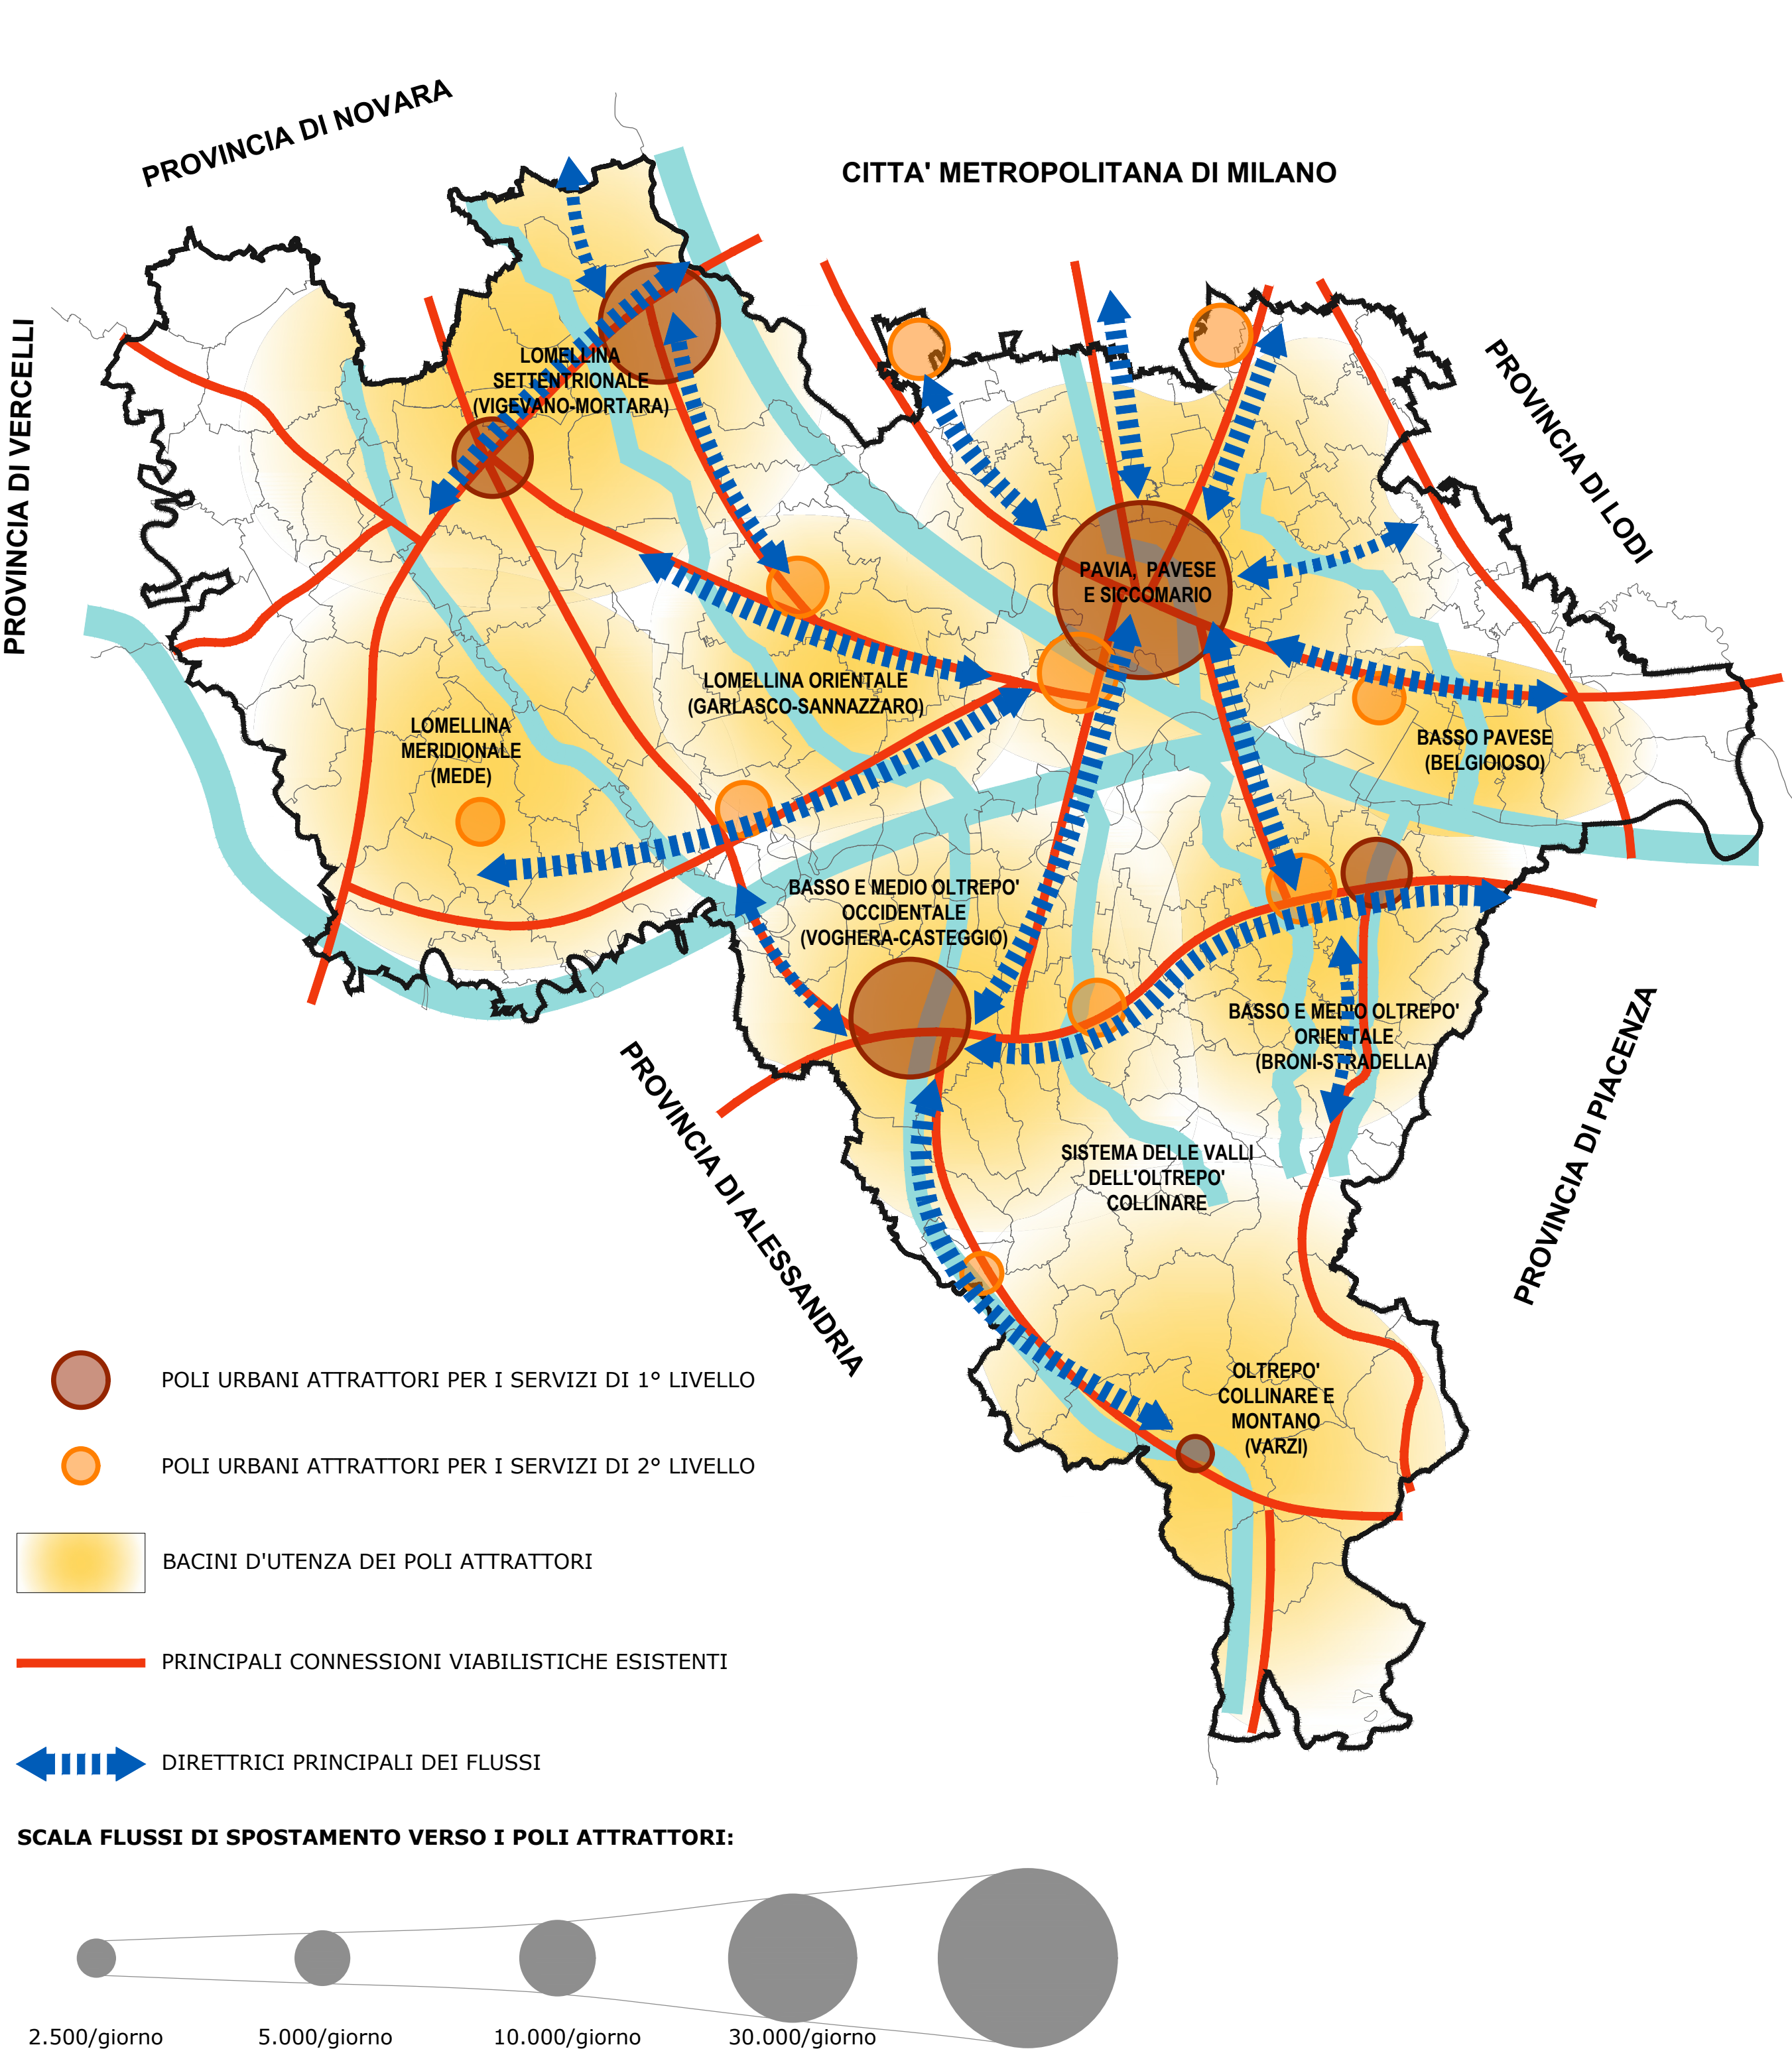 PROVINCIA DI NOVARA
CITTA' METROPOLITANA DI MILANO
PROVINCIA DI VERCELLI
PROVINCIA DI LODI
LOMELLINA
SETTENTRIONALE
(VIGEVANO-MORTARA)
PAVIA, PAVESE
E SICCOMARIO
LOMELLINA ORIENTALE
(GARLASCO-SANNAZZARO)
LOMELLINA
MERIDIONALE
(MEDE)
BASSO PAVESE
(BELGIOIOSO)
BASSO E MEDIO OLTREPO'
OCCIDENTALE
(VOGHERA-CASTEGGIO)
BASSO E MEDIO OLTREPO'
ORIENTALE
(BRONI-STRADELLA)
PROVINCIA DI ALESSANDRIA
PROVINCIA DI PIACENZA
SISTEMA DELLE VALLI
DELL'OLTREPO'
COLLINARE
OLTREPO'
COLLINARE E
MONTANO
(VARZI)
POLI URBANI ATTRATTORI PER I SERVIZI DI 1° LIVELLO
POLI URBANI ATTRATTORI PER I SERVIZI DI 2° LIVELLO
BACINI D'UTENZA DEI POLI ATTRATTORI
PRINCIPALI CONNESSIONI VIABILISTICHE ESISTENTI
DIRETTRICI PRINCIPALI DEI FLUSSI
SCALA FLUSSI DI SPOSTAMENTO VERSO I POLI ATTRATTORI:
2.500/giorno 5.000/giorno 10.000/giorno 30.000/giorno